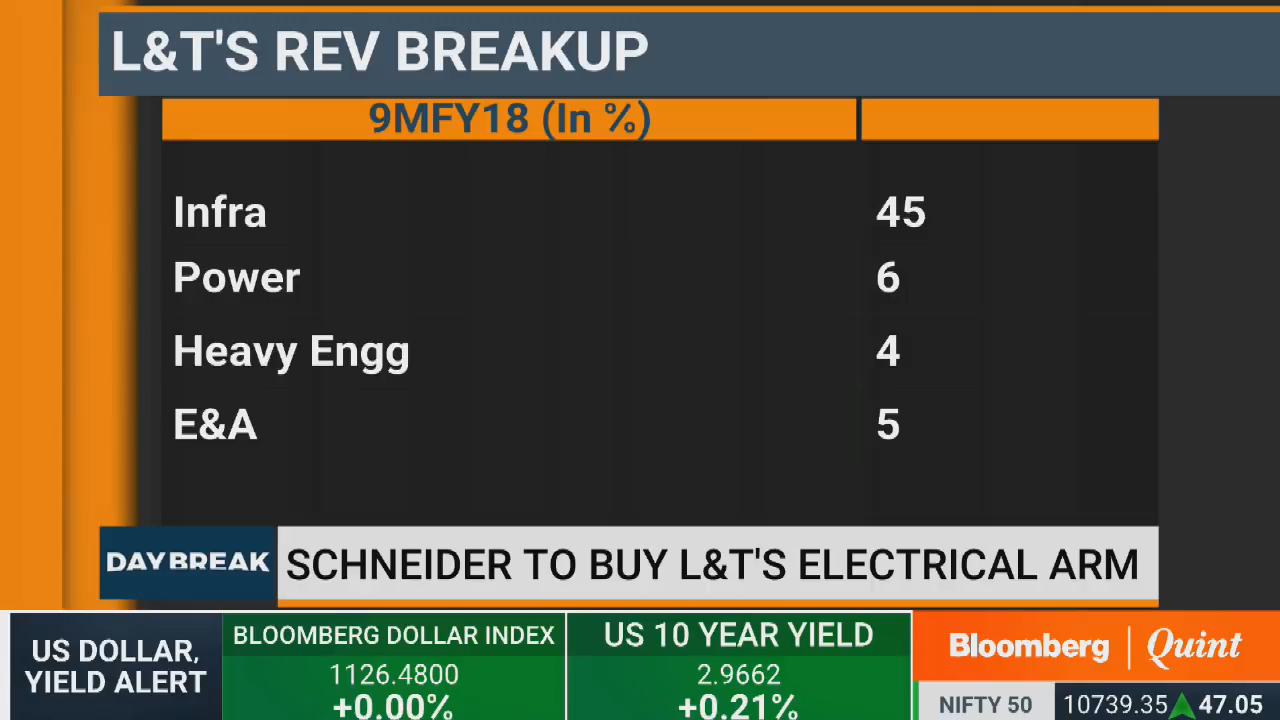 L&T'S REV BREAKUP
9MFY18 (In %)
Infra 45
Power 6
Heavy Engg 4
E&A 5
DAYBREAK SCHNEIDER TO BUY L&T'S ELECTRICAL ARM
US DOLLAR,
YIELD ALERT
BLOOMBERG DOLLAR INDEX
1126.4800
+0.00%
US 10 YEAR YIELD
2.9662
+0.21%
Bloomberg | Quint
NIFTY 50 10739.35 ▲ 47.05